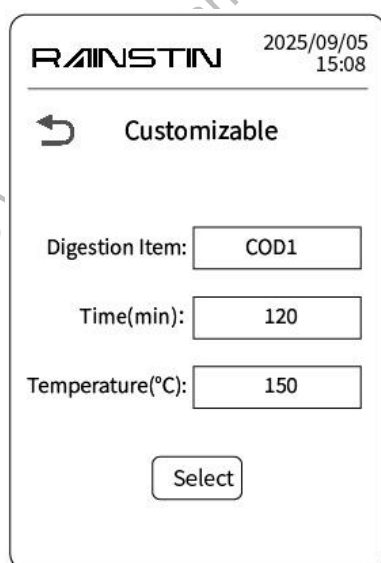 RAINSTIN
2025/09/05
15:08
Customizable
Digestion Item: COD1
Time(min): 120
Temperature(°C): 150
Select